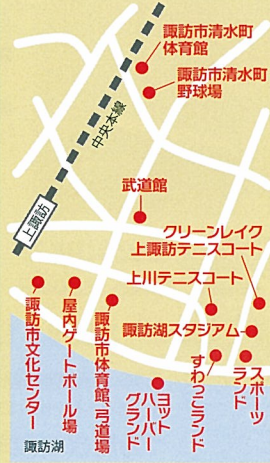 諏訪市清水町
体育館
諏訪市清水町
野球場
中央本線
武道館
上諏訪
クリーンレイク
上諏訪テニスコート
上川テニスコート
諏訪湖スタジアム
諏訪市文化センター
屋内ゲートボール場
諏訪市体育館、弓道場
ヨット
ハーバー
グランド
すわっこランド
スポーツ
ランド
諏訪湖